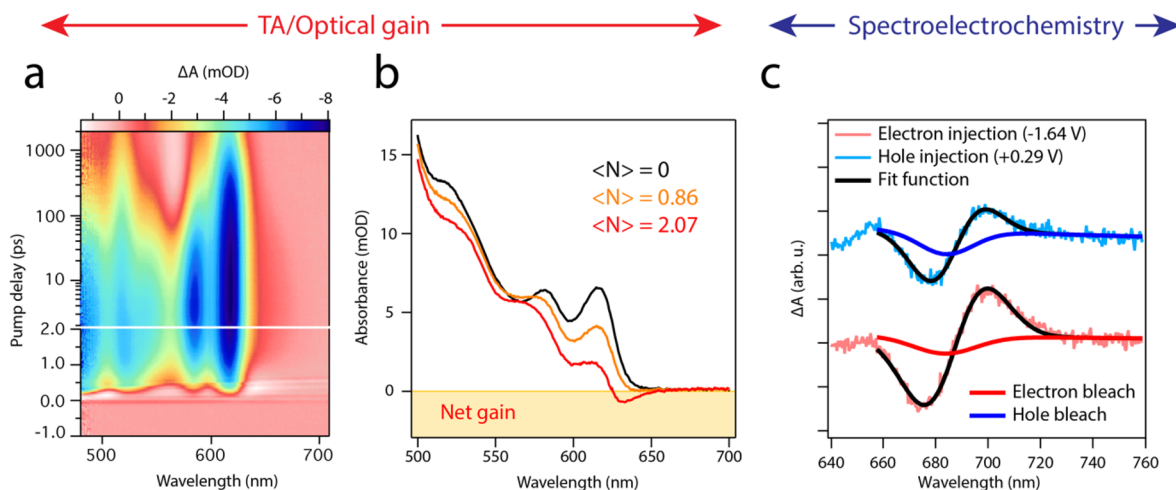 TA/Optical gain
Spectroelectrochemistry
a
ΔA (mOD)
0 -2 -4 -6 -8
1000
100
10
2.0
1.0
0.0
-1.0
Pump delay (ps)
500 600 700
Wavelength (nm)
b
15
10
5
0
Absorbance (mOD)
<N> = 0
<N> = 0.86
<N> = 2.07
Net gain
500 550 600 650 700
Wavelength (nm)
c
ΔA (arb. u.)
Electron injection (-1.64 V)
Hole injection (+0.29 V)
Fit function
Electron bleach
Hole bleach
640 660 680 700 720 740 760
Wavelength (nm)